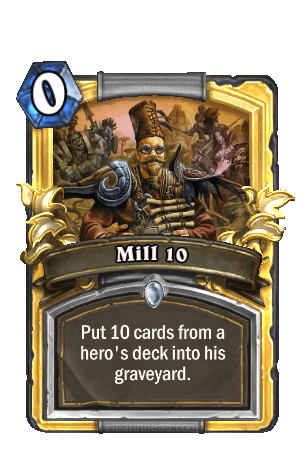 0
Mill 10
Put 10 cards from a
hero's deck into his
graveyard.